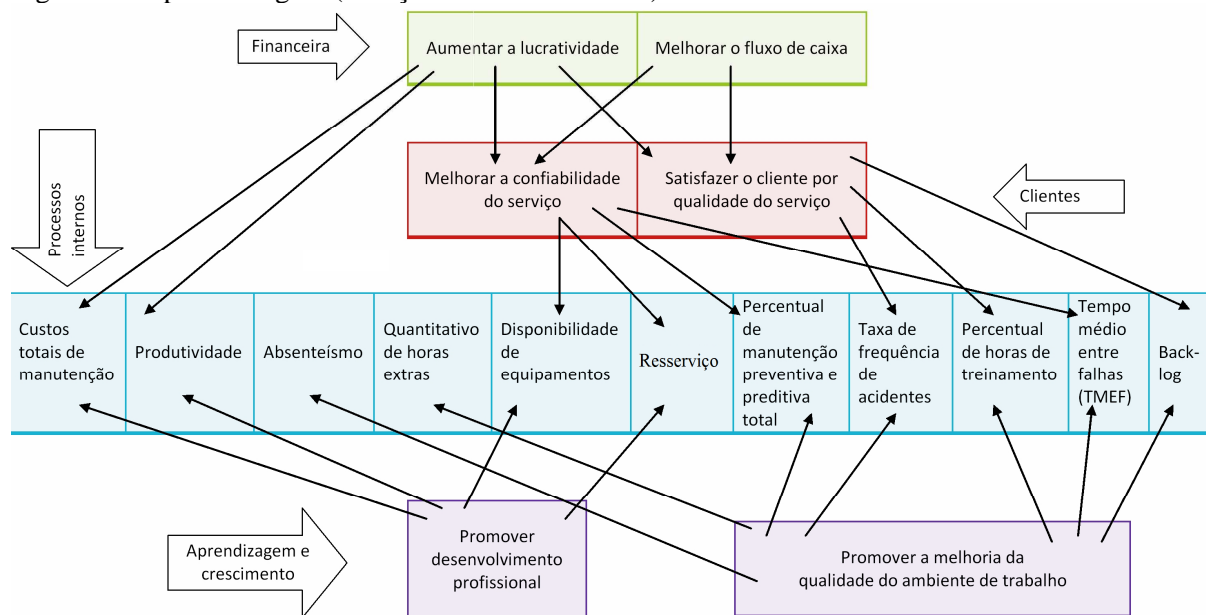 Financeira
Aumentar a lucratividade
Melhorar o fluxo de caixa
Processos
internos
Melhorar a confiabilidade
do serviço
Satisfazer o cliente por
qualidade do serviço
Clientes
Custos
totais de
manutenção
Produtividade
Absenteísmo
Quantitativo
de horas
extras
Disponibilidade
de
equipamentos
Resserviço
Percentual
de
manutenção
preventiva e
preditiva
total
Taxa de
frequência
de
acidentes
Percentual
de horas de
treinamento
Tempo
médio
entre
falhas
(TMEF)
Back-
log
Aprendizagem e
crescimento
Promover
desenvolvimento
profissional
Promover a melhoria da
qualidade do ambiente de trabalho